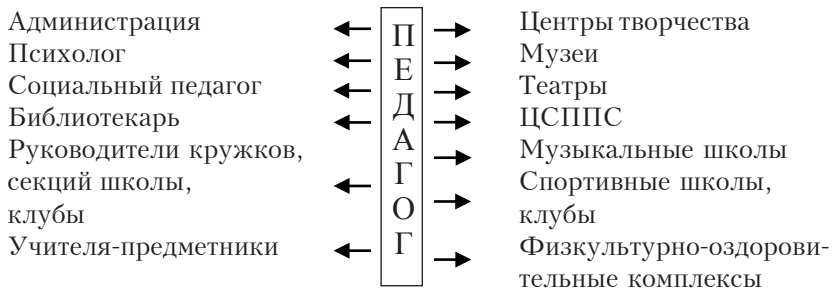 Администрация
Психолог
Социальный педагог
Библиотекарь
Руководители кружков,
секций школы,
клубы
Учителя-предметники
ПЕДАГОГ
Центры творчества
Музеи
Театры
ЦСППС
Музыкальные школы
Спортивные школы,
клубы
Физкультурно-оздорови-
тельные комплексы